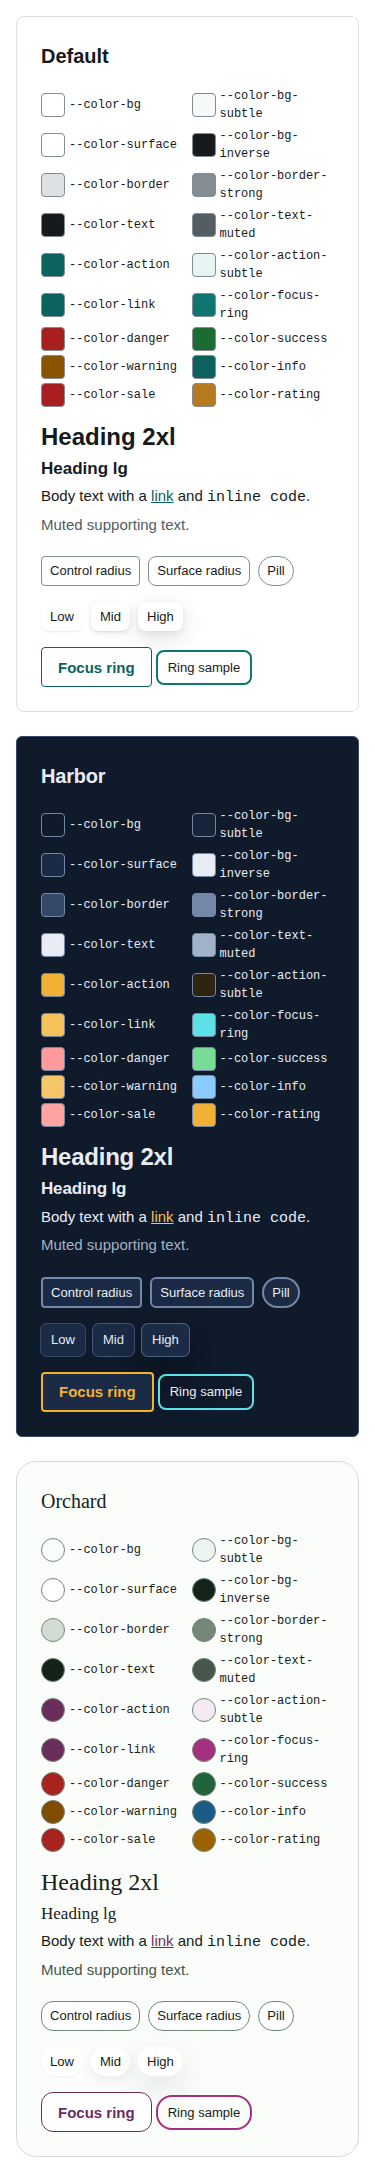 Default
--color-bg
--color-bg-
subtle
--color-surface
--color-bg-
inverse
--color-border
--color-border-
strong
--color-text
--color-text-
muted
--color-action
--color-action-
subtle
--color-link
--color-focus-
ring
--color-danger
--color-success
--color-warning
--color-info
--color-sale
--color-rating
Heading 2xl
Heading lg
Body text with a link and inline code.
Muted supporting text.
Control radius Surface radius Pill
Low Mid High
Focus ring Ring sample
Harbor
--color-bg
--color-bg-
subtle
--color-surface
--color-bg-
inverse
--color-border
--color-border-
strong
--color-text
--color-text-
muted
--color-action
--color-action-
subtle
--color-link
--color-focus-
ring
--color-danger
--color-success
--color-warning
--color-info
--color-sale
--color-rating
Heading 2xl
Heading lg
Body text with a link and inline code.
Muted supporting text.
Control radius Surface radius Pill
Low Mid High
Focus ring Ring sample
Orchard
--color-bg
--color-bg-
subtle
--color-surface
--color-bg-
inverse
--color-border
--color-border-
strong
--color-text
--color-text-
muted
--color-action
--color-action-
subtle
--color-link
--color-focus-
ring
--color-danger
--color-success
--color-warning
--color-info
--color-sale
--color-rating
Heading 2xl
Heading lg
Body text with a link and inline code.
Muted supporting text.
Control radius Surface radius Pill
Low Mid High
Focus ring Ring sample